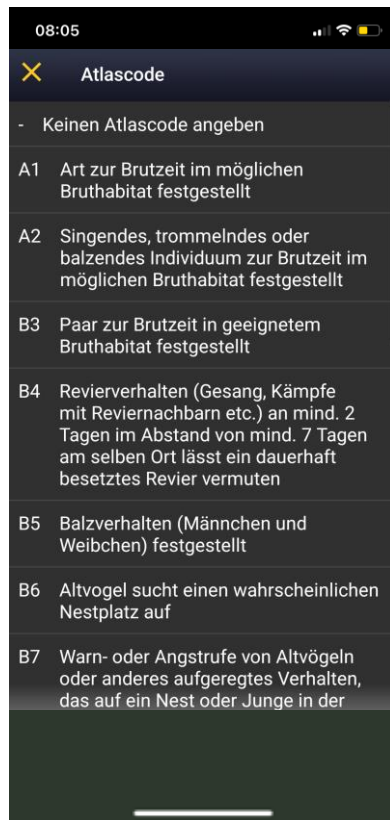 08:05
Atlascode
- Keinen Atlascode angeben
A1 Art zur Brutzeit im möglichen
Bruthabitat festgestellt
A2 Singendes, trommelndes oder
balzendes Individuum zur Brutzeit im
möglichen Bruthabitat festgestellt
B3 Paar zur Brutzeit in geeignetem
Bruthabitat festgestellt
B4 Revierverhalten (Gesang, Kämpfe
mit Reviernachbarn etc.) an mind. 2
Tagen im Abstand von mind. 7 Tagen
am selben Ort lässt ein dauerhaft
besetztes Revier vermuten
B5 Balzverhalten (Männchen und
Weibchen) festgestellt
B6 Altvogel sucht einen wahrscheinlichen
Nestplatz auf
B7 Warn- oder Angstrufe von Altvögeln
oder anderes aufgeregtes Verhalten,
das auf ein Nest oder Junge in der